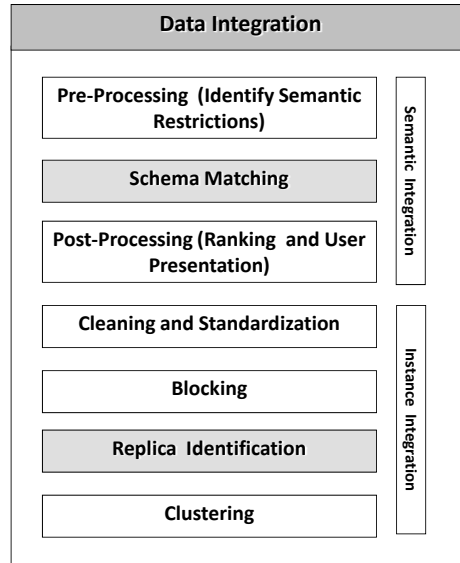 Data Integration
Pre-Processing (Identify Semantic
Restrictions)
Schema Matching
Post-Processing (Ranking and User
Presentation)
Semantic Integration
Cleaning and Standardization
Blocking
Replica Identification
Clustering
Instance Integration